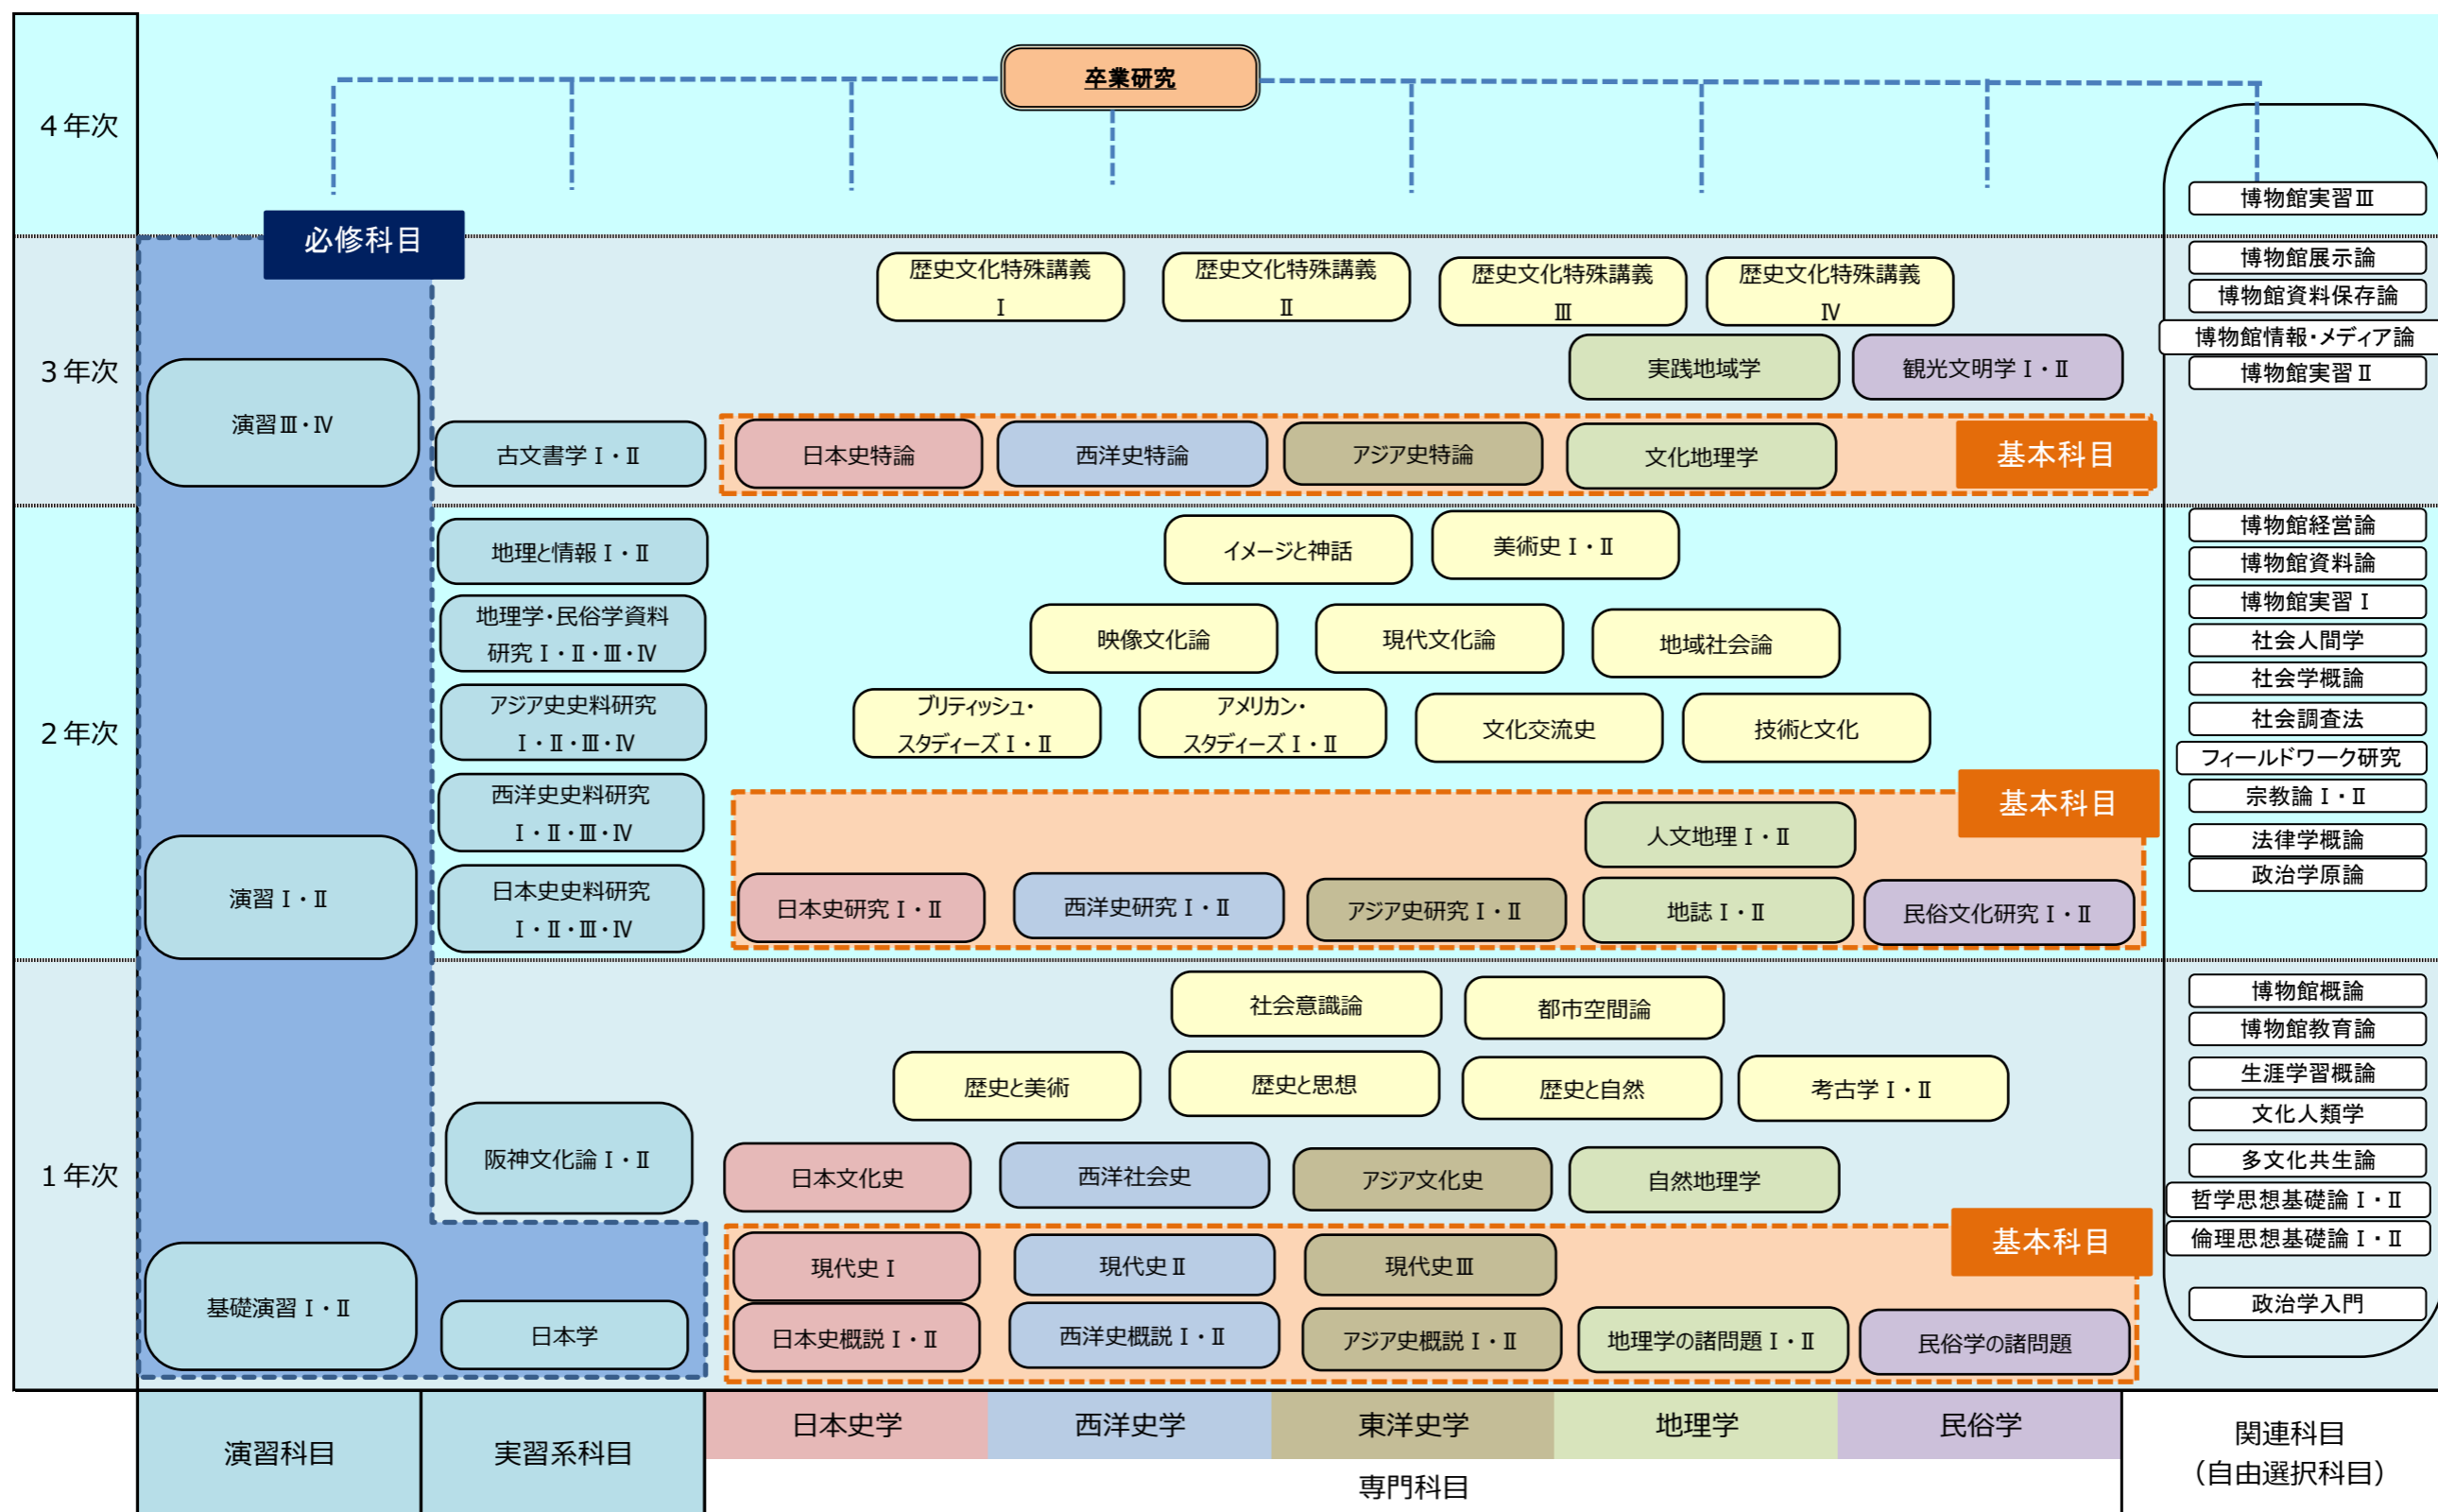 卒業研究
4年次
博物館実習Ⅲ
必修科目
3年次
歴史文化特殊講義
Ⅰ
歴史文化特殊講義
Ⅱ
歴史文化特殊講義
Ⅲ
歴史文化特殊講義
Ⅳ
博物館展示論
博物館資料保存論
博物館情報・メディア論
博物館実習Ⅱ
実践地域学
観光文明学Ⅰ・Ⅱ
演習Ⅲ・Ⅳ
古文書学Ⅰ・Ⅱ
日本史特論
西洋史特論
アジア史特論
文化地理学
基本科目
2年次
地理と情報Ⅰ・Ⅱ
イメージと神話
美術史Ⅰ・Ⅱ
地理学・民俗学資料
研究Ⅰ・Ⅱ・Ⅲ・Ⅳ
映像文化論
現代文化論
地域社会論
アジア史史料研究
Ⅰ・Ⅱ・Ⅲ・Ⅳ
ブリティッシュ・
スタディーズⅠ・Ⅱ
アメリカン・
スタディーズⅠ・Ⅱ
文化交流史
技術と文化
西洋史史料研究
Ⅰ・Ⅱ・Ⅲ・Ⅳ
基本科目
人文地理Ⅰ・Ⅱ
演習Ⅰ・Ⅱ
日本史史料研究
Ⅰ・Ⅱ・Ⅲ・Ⅳ
日本史研究Ⅰ・Ⅱ
西洋史研究Ⅰ・Ⅱ
アジア史研究Ⅰ・Ⅱ
地誌Ⅰ・Ⅱ
民俗文化研究Ⅰ・Ⅱ
博物館経営論
博物館資料論
博物館実習Ⅰ
社会人間学
社会学概論
社会調査法
フィールドワーク研究
宗教論Ⅰ・Ⅱ
法律学概論
政治学原論
1年次
社会意識論
都市空間論
歴史と美術
歴史と思想
歴史と自然
考古学Ⅰ・Ⅱ
阪神文化論Ⅰ・Ⅱ
日本文化史
西洋社会史
アジア文化史
自然地理学
基本科目
現代史Ⅰ
現代史Ⅱ
現代史Ⅲ
基礎演習Ⅰ・Ⅱ
日本学
日本史概説Ⅰ・Ⅱ
西洋史概説Ⅰ・Ⅱ
アジア史概説Ⅰ・Ⅱ
地理学の諸問題Ⅰ・Ⅱ
民俗学の諸問題
博物館概論
博物館教育論
生涯学習概論
文化人類学
多文化共生論
哲学思想基礎論Ⅰ・Ⅱ
倫理思想基礎論Ⅰ・Ⅱ
政治学入門
演習科目
実習系科目
日本史学
西洋史学
東洋史学
地理学
民俗学
専門科目
関連科目
（自由選択科目）